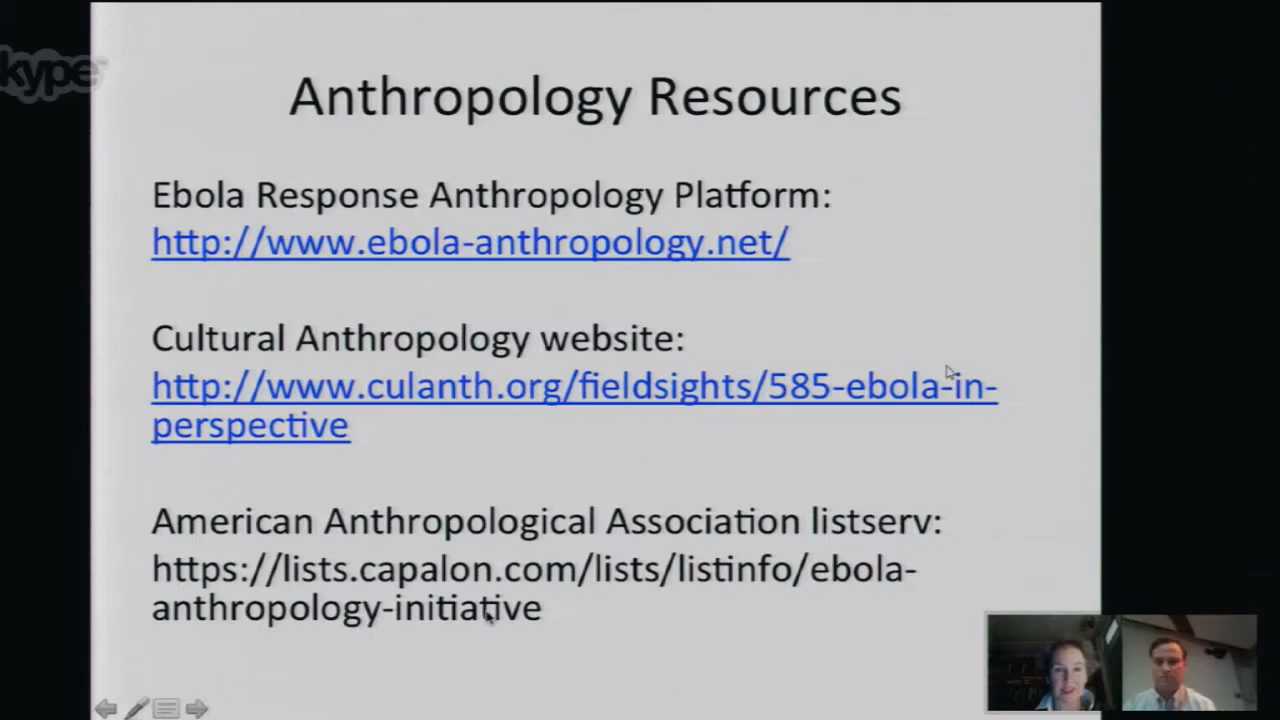 kype
Anthropology Resources
Ebola Response Anthropology Platform:
http://www.ebola-anthropology.net/
Cultural Anthropology website:
http://www.culanth.org/fieldsights/585-ebola-in-
perspective
American Anthropological Association listserv:
https://lists.capalon.com/lists/listinfo/ebola-
anthropology-initiative